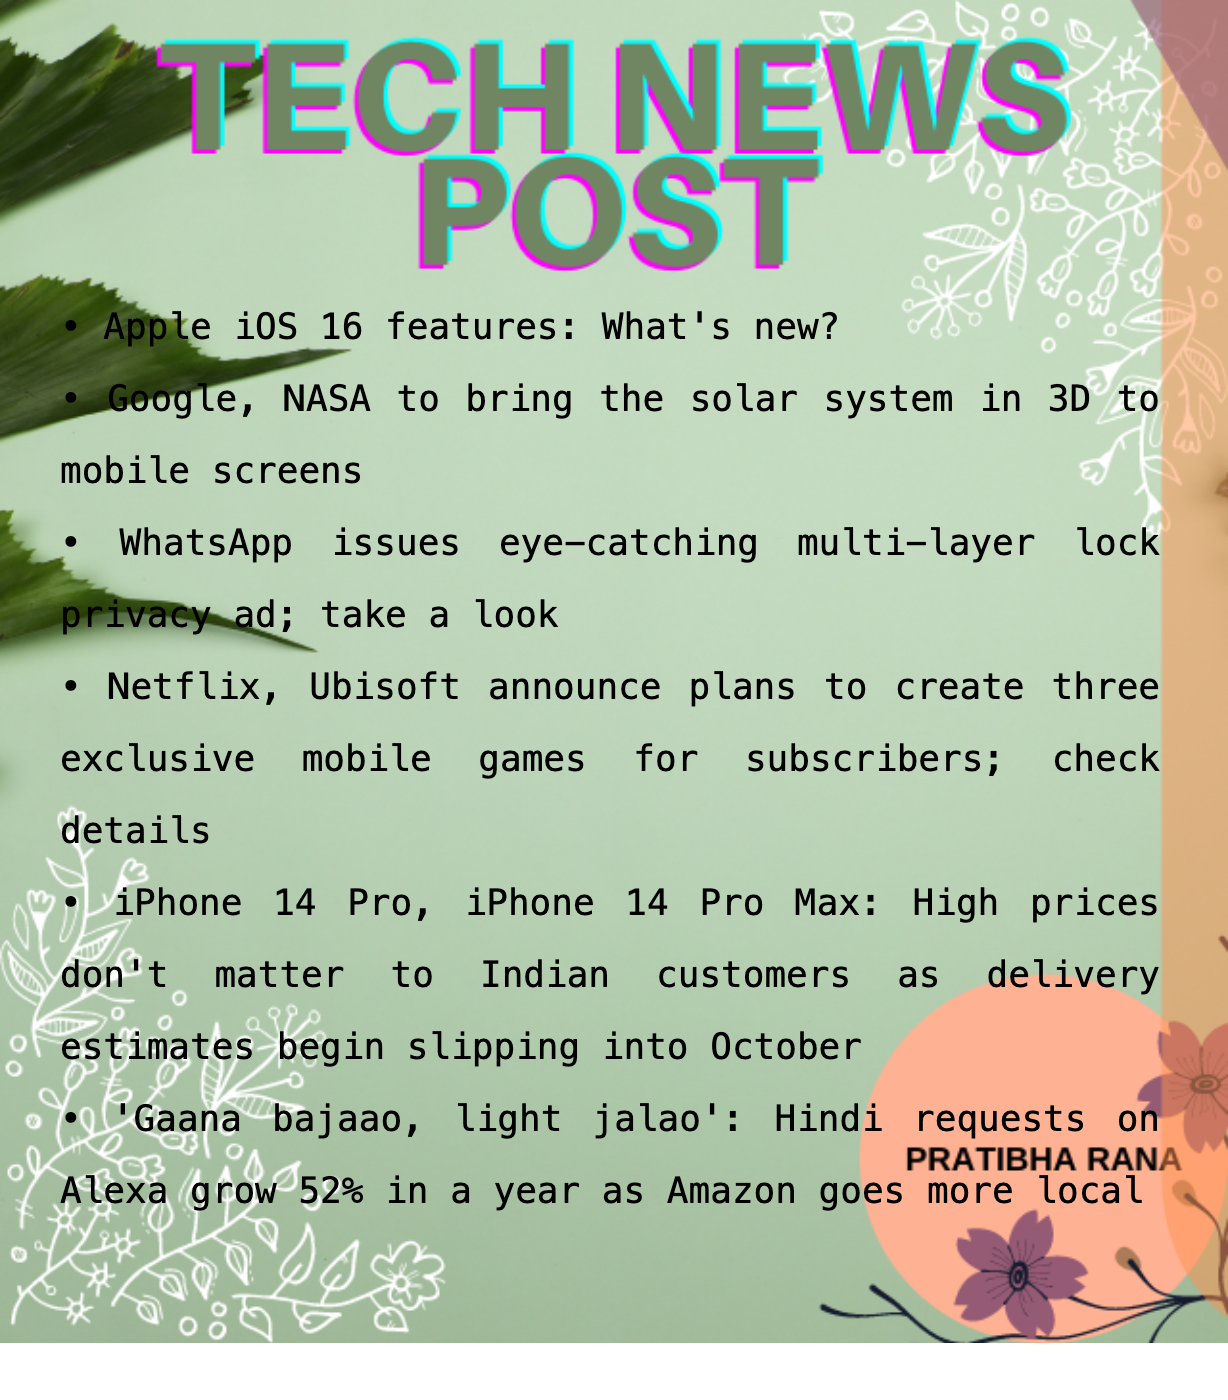 TECH NEWS
POST
• Apple iOS 16 features: What's new?
• Google, NASA to bring the solar system in 3D to
mobile screens
• WhatsApp issues eye-catching multi-layer lock
privacy ad; take a look
• Netflix, Ubisoft announce plans to create three
exclusive mobile games for subscribers; check
details
• iPhone 14 Pro, iPhone 14 Pro Max: High prices
don't matter to Indian customers as delivery
estimates begin slipping into October
• 'Gaana bajaao, light jalao': Hindi requests on
PRATIBHA RANA
Alexa grow 52% in a year as Amazon goes more local